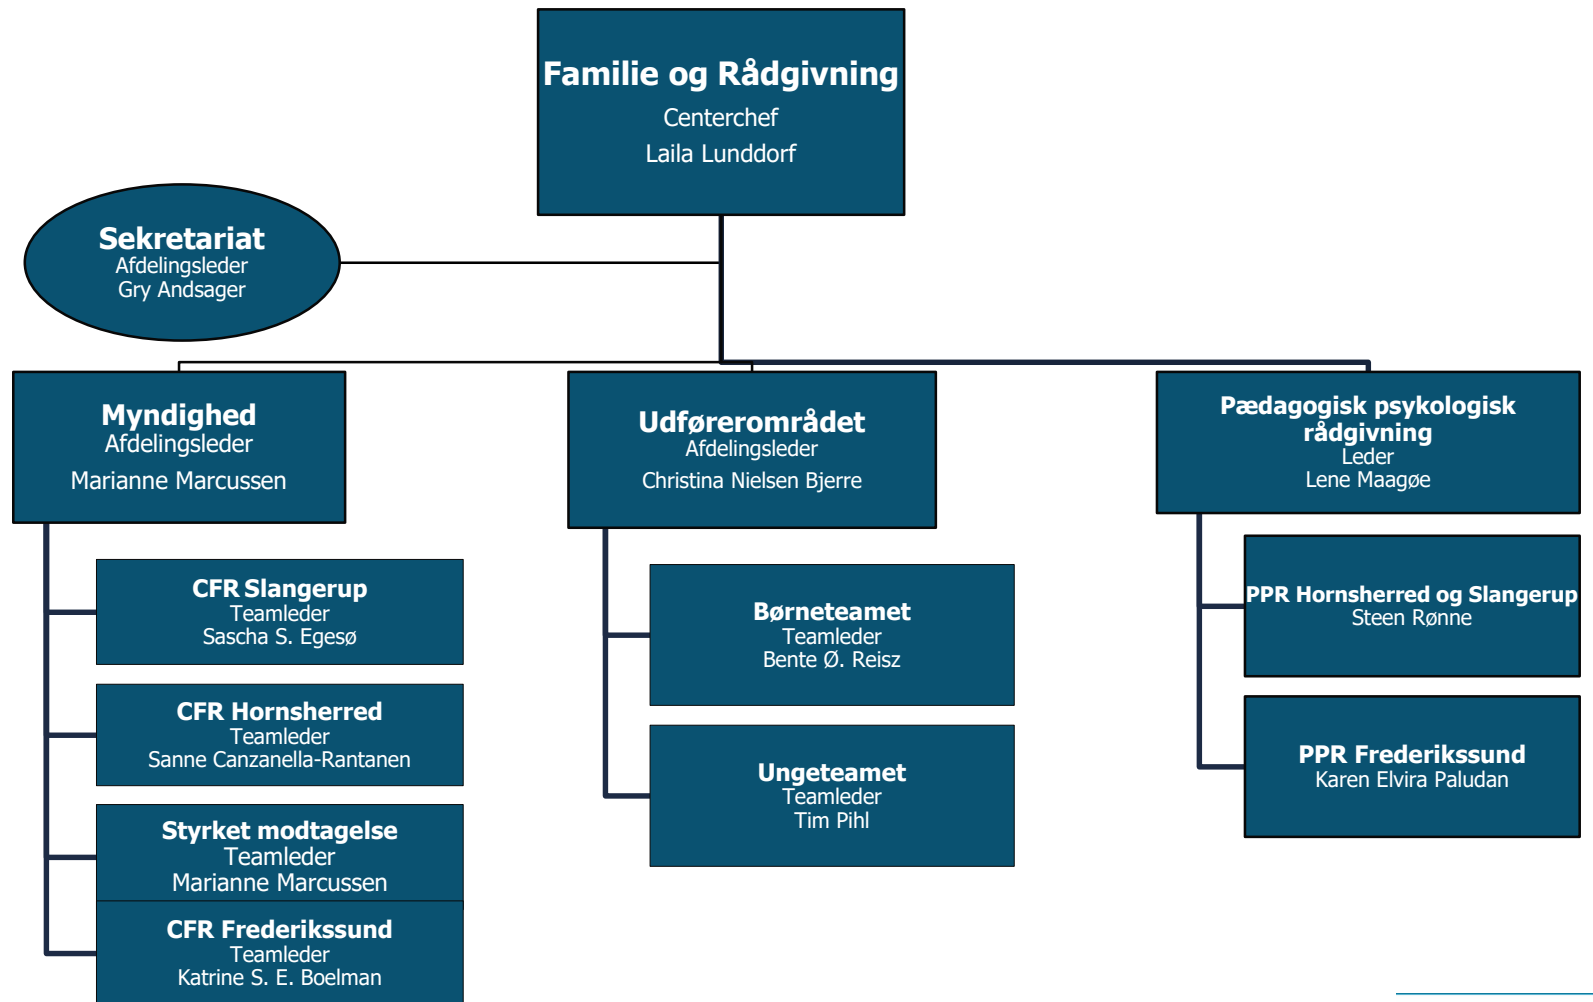 Familie og Rådgivning
Centerchef
Laila Lunddorf
Sekretariat
Afdelingsleder
Gry Andsager
Myndighed
Afdelingsleder
Marianne Marcussen
CFR Slangerup
Teamleder
Sascha S. Egesø
CFR Hornsherred
Teamleder
Sanne Canzanella-Rantanen
Styrket modtagelse
Teamleder
Marianne Marcussen
CFR Frederikssund
Teamleder
Katrine S. E. Boelman
Udførerområdet
Afdelingsleder
Christina Nielsen Bjerre
Børneteamet
Teamleder
Bente Ø. Reisz
Ungeteamet
Teamleder
Tim Pihl
Pædagogisk psykologisk
rådgivning
Leder
Lene Maagøe
PPR Hornsherred og Slangerup
Steen Rønne
PPR Frederikssund
Karen Elvira Paludan